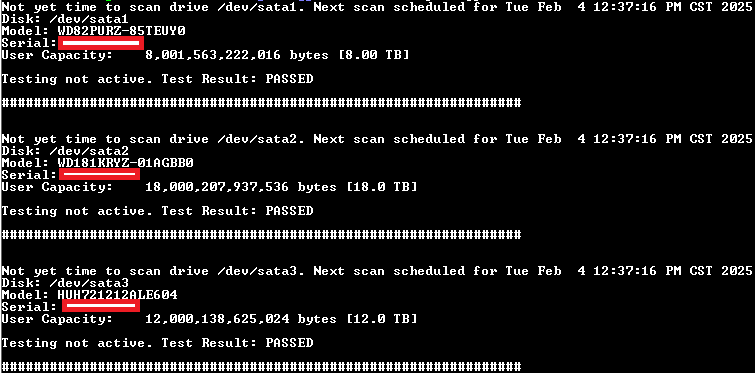 Not yet time to scan drive /dev/sata1. Next scan scheduled for Tue Feb  4 12:37:16 PM CST 2025
Disk: /dev/sata1
Model: WD82PURZ-85TEUY0
Serial:
User Capacity:    8,001,563,222,016 bytes [8.00 TB]
Testing not active. Test Result: PASSED
#################################################################
Not yet time to scan drive /dev/sata2. Next scan scheduled for Tue Feb  4 12:37:16 PM CST 2025
Disk: /dev/sata2
Model: WD181KRYZ-01AGBB0
Serial:
User Capacity:    18,000,207,937,536 bytes [18.0 TB]
Testing not active. Test Result: PASSED
#################################################################
Not yet time to scan drive /dev/sata3. Next scan scheduled for Tue Feb  4 12:37:16 PM CST 2025
Disk: /dev/sata3
Model: HUH721212ALE604
Serial:
User Capacity:    12,000,138,625,024 bytes [12.0 TB]
Testing not active. Test Result: PASSED
#################################################################